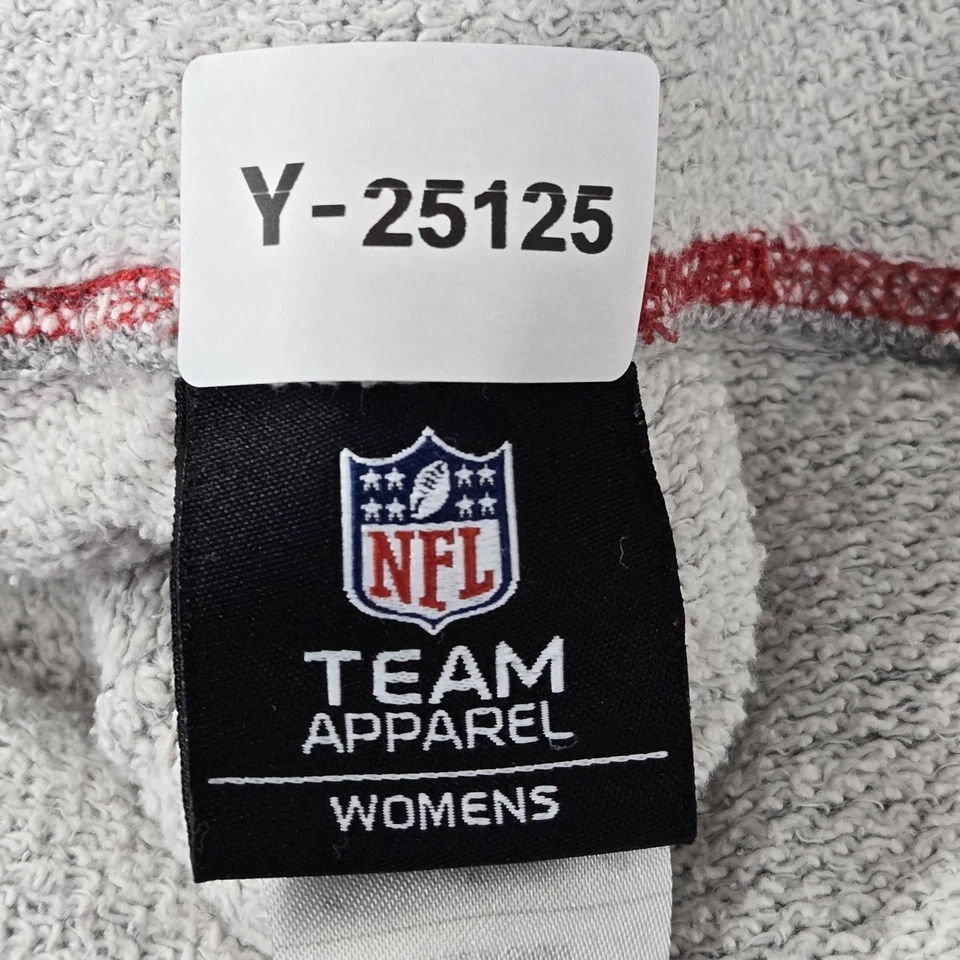 Y-25125
NFL
TEAM
APPAREL
WOMENS